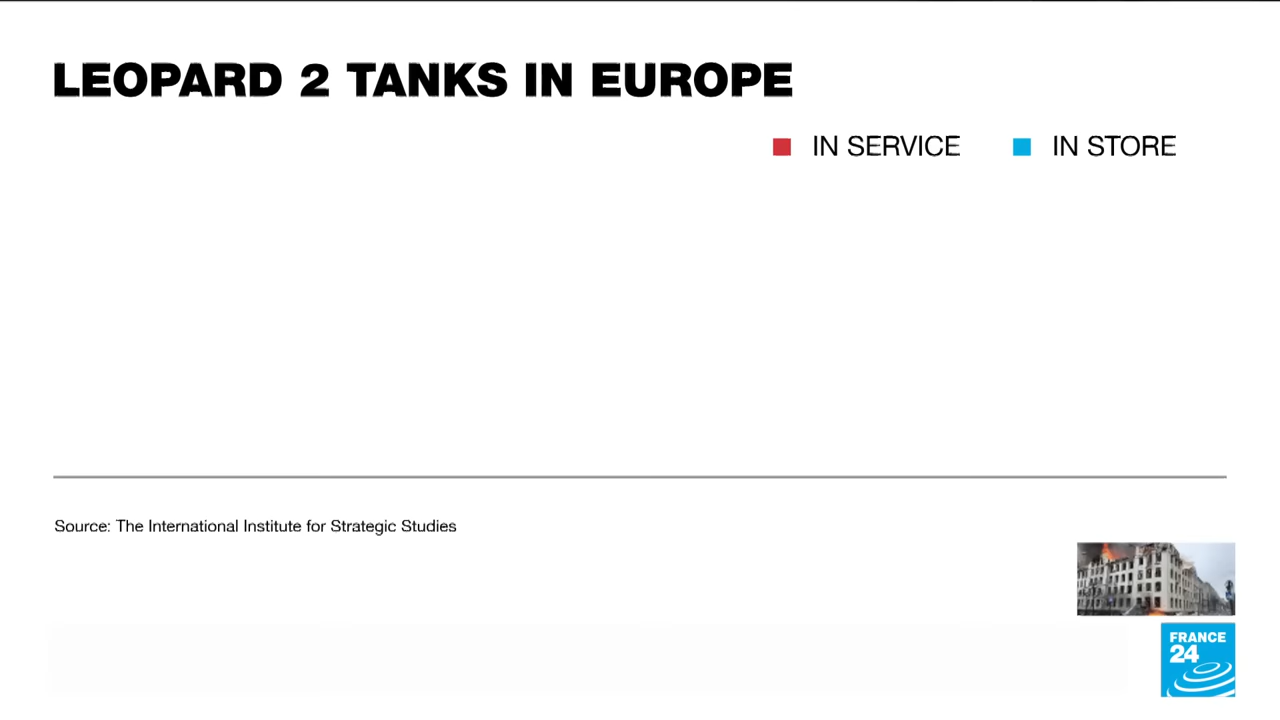 LEOPARD 2 TANKS IN EUROPE
IN SERVICE
IN STORE
Source: The International Institute for Strategic Studies
FRANCE
24